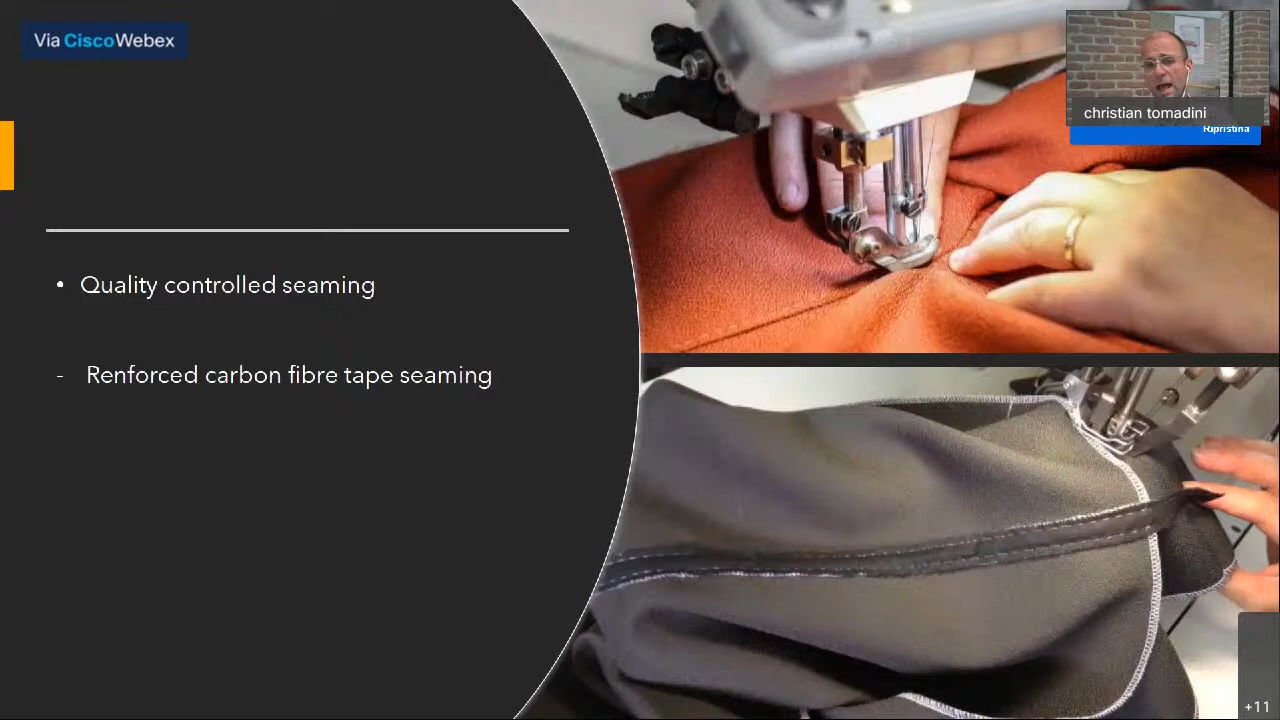 Via CiscoWebex
christian tomadini
Ripristina
• Quality controlled seaming
- Renforced carbon fibre tape seaming
+11